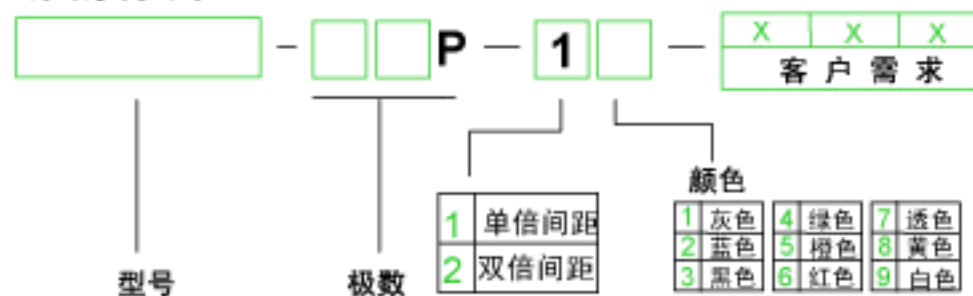 - P - 1 - X X X
客户需求
颜色
1 单倍间距
2 双倍间距
1 灰色 4 绿色 7 透色
2 蓝色 5 橙色 8 黄色
3 黑色 6 红色 9 白色
型号 极数